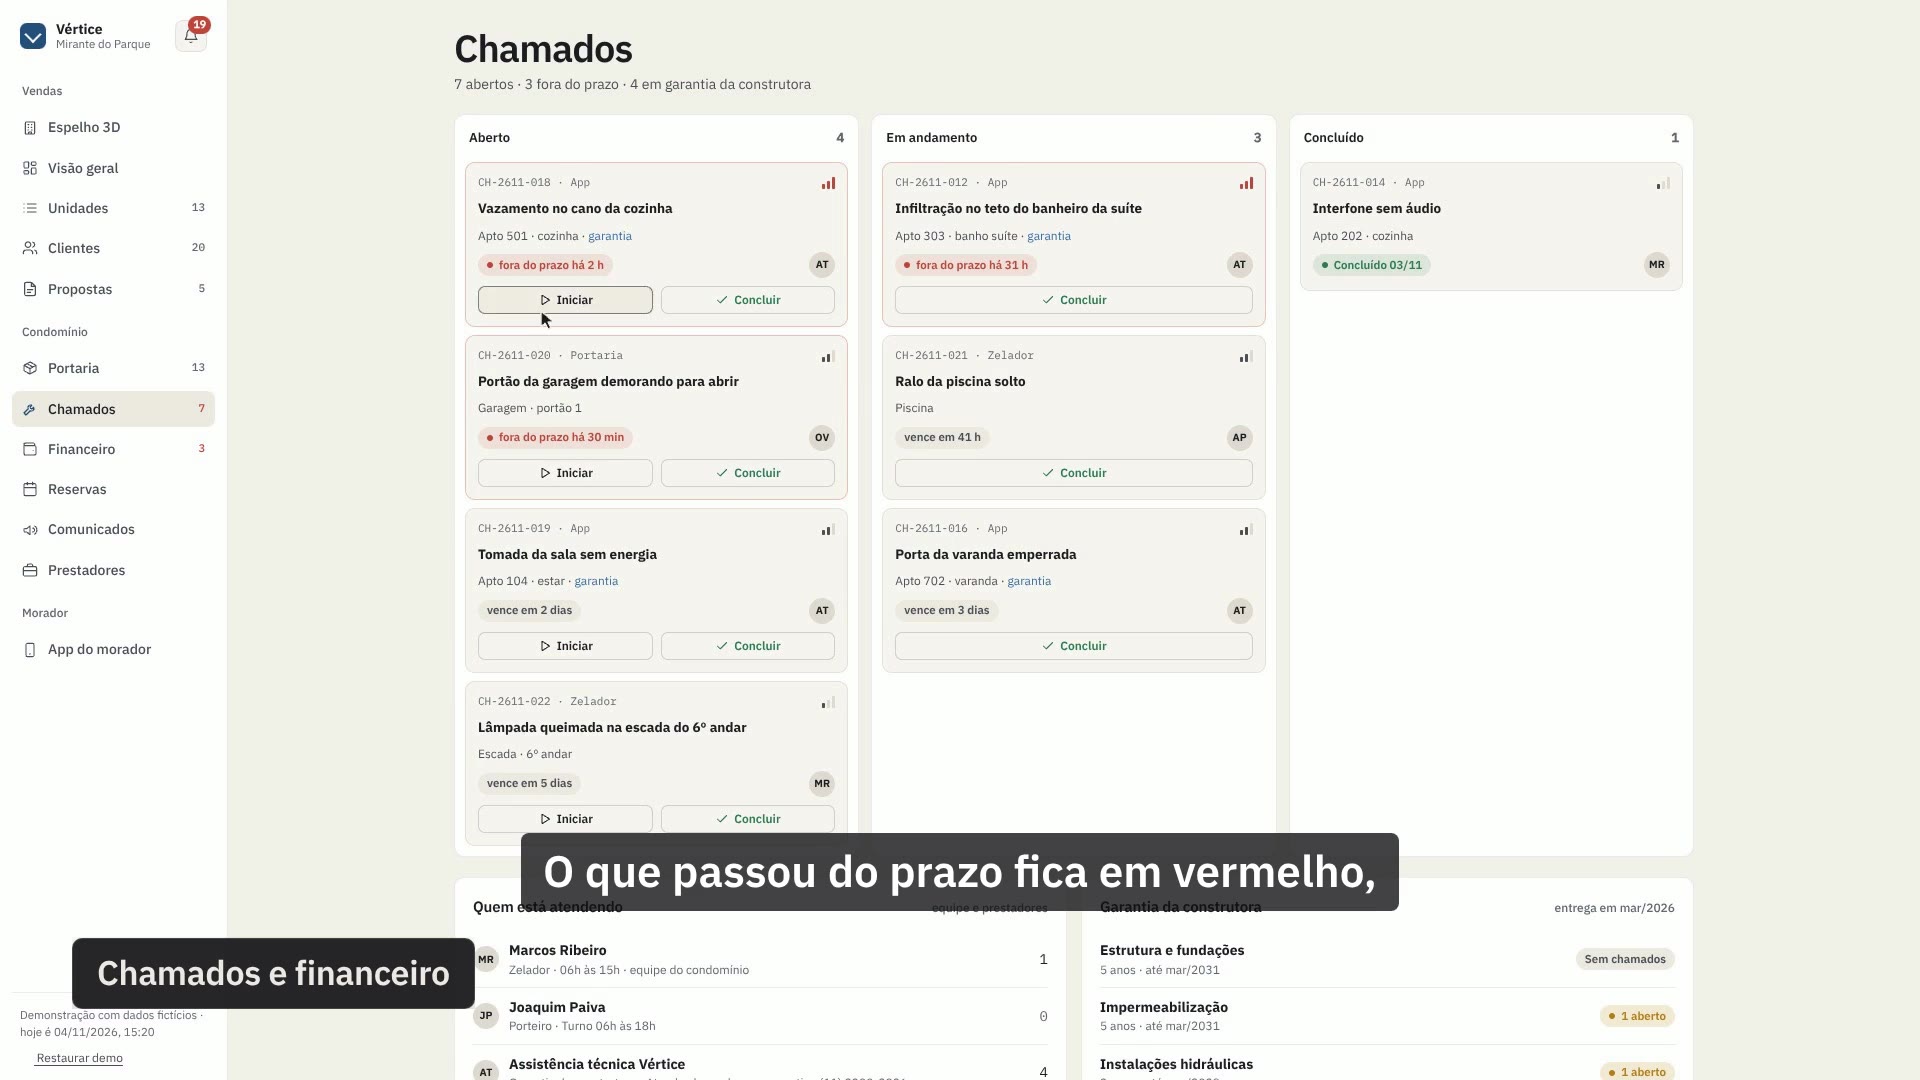 Vértice
Mirante do Parque
19
Vendas
Espelho 3D
Visão geral
Unidades 13
Clientes 20
Propostas 5
Condomínio
Portaria 13
Chamados 7
Financeiro 3
Reservas
Comunicados
Prestadores
Morador
App do morador
Demonstração com dados fictícios ·
hoje é 04/11/2026, 15:20
Restaurar demo
Chamados
7 abertos · 3 fora do prazo · 4 em garantia da construtora
Aberto 4
CH-2611-018 · App
Vazamento no cano da cozinha
Apto 501 · cozinha · garantia
fora do prazo há 2 h AT
Iniciar Concluir
CH-2611-020 · Portaria
Portão da garagem demorando para abrir
Garagem · portão 1
fora do prazo há 30 min OV
Iniciar Concluir
CH-2611-019 · App
Tomada da sala sem energia
Apto 104 · estar · garantia
vence em 2 dias AT
Iniciar Concluir
CH-2611-022 · Zelador
Lâmpada queimada na escada do 6º andar
Escada · 6º andar
vence em 5 dias MR
Iniciar Concluir
Em andamento 3
CH-2611-012 · App
Infiltração no teto do banheiro da suíte
Apto 303 · banho suíte · garantia
fora do prazo há 31 h AT
Concluir
CH-2611-021 · Zelador
Ralo da piscina solto
Piscina
vence em 41 h AP
Concluir
CH-2611-016 · App
Porta da varanda emperrada
Apto 702 · varanda · garantia
vence em 3 dias AT
Concluir
Concluído 1
CH-2611-014 · App
Interfone sem áudio
Apto 202 · cozinha
Concluído 03/11 MR
O que passou do prazo fica em vermelho,
Quem está atendendo equipe e prestadores
MR Marcos Ribeiro 1
Zelador · 06h às 15h · equipe do condomínio
JP Joaquim Paiva 0
Porteiro · Turno 06h às 18h
AT Assistência técnica Vértice 4
Garantia da construtora entrega em mar/2026
Estrutura e fundações Sem chamados
5 anos · até mar/2031
Impermeabilização 1 aberto
5 anos · até mar/2031
Instalações hidráulicas 1 aberto
Chamados e financeiro